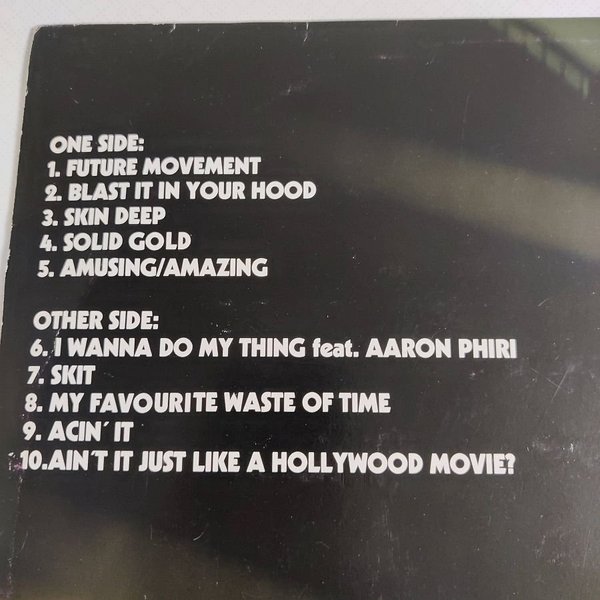 ONE SIDE:
1. FUTURE MOVEMENT
2. BLAST IT IN YOUR HOOD
3. SKIN DEEP
4. SOLID GOLD
5. AMUSING/AMAZING
OTHER SIDE:
6. I WANNA DO MY THING feat. AARON PHIRI
7. SKIT
8. MY FAVOURITE WASTE OF TIME
9. ACIN´ IT
10.AIN´T IT JUST LIKE A HOLLYWOOD MOVIE?